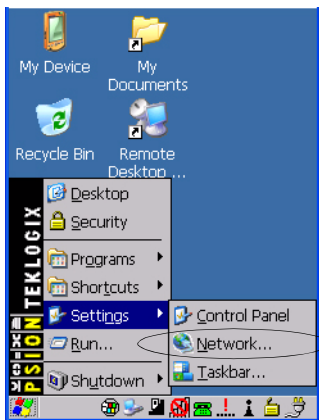 My Device
My
Documents
Recycle Bin
Remote
Desktop ...
PSION TEKLOGIX
Desktop
Security
Programs
Shortcuts
Settings
Run...
Shutdown
Control Panel
Network...
Taskbar...